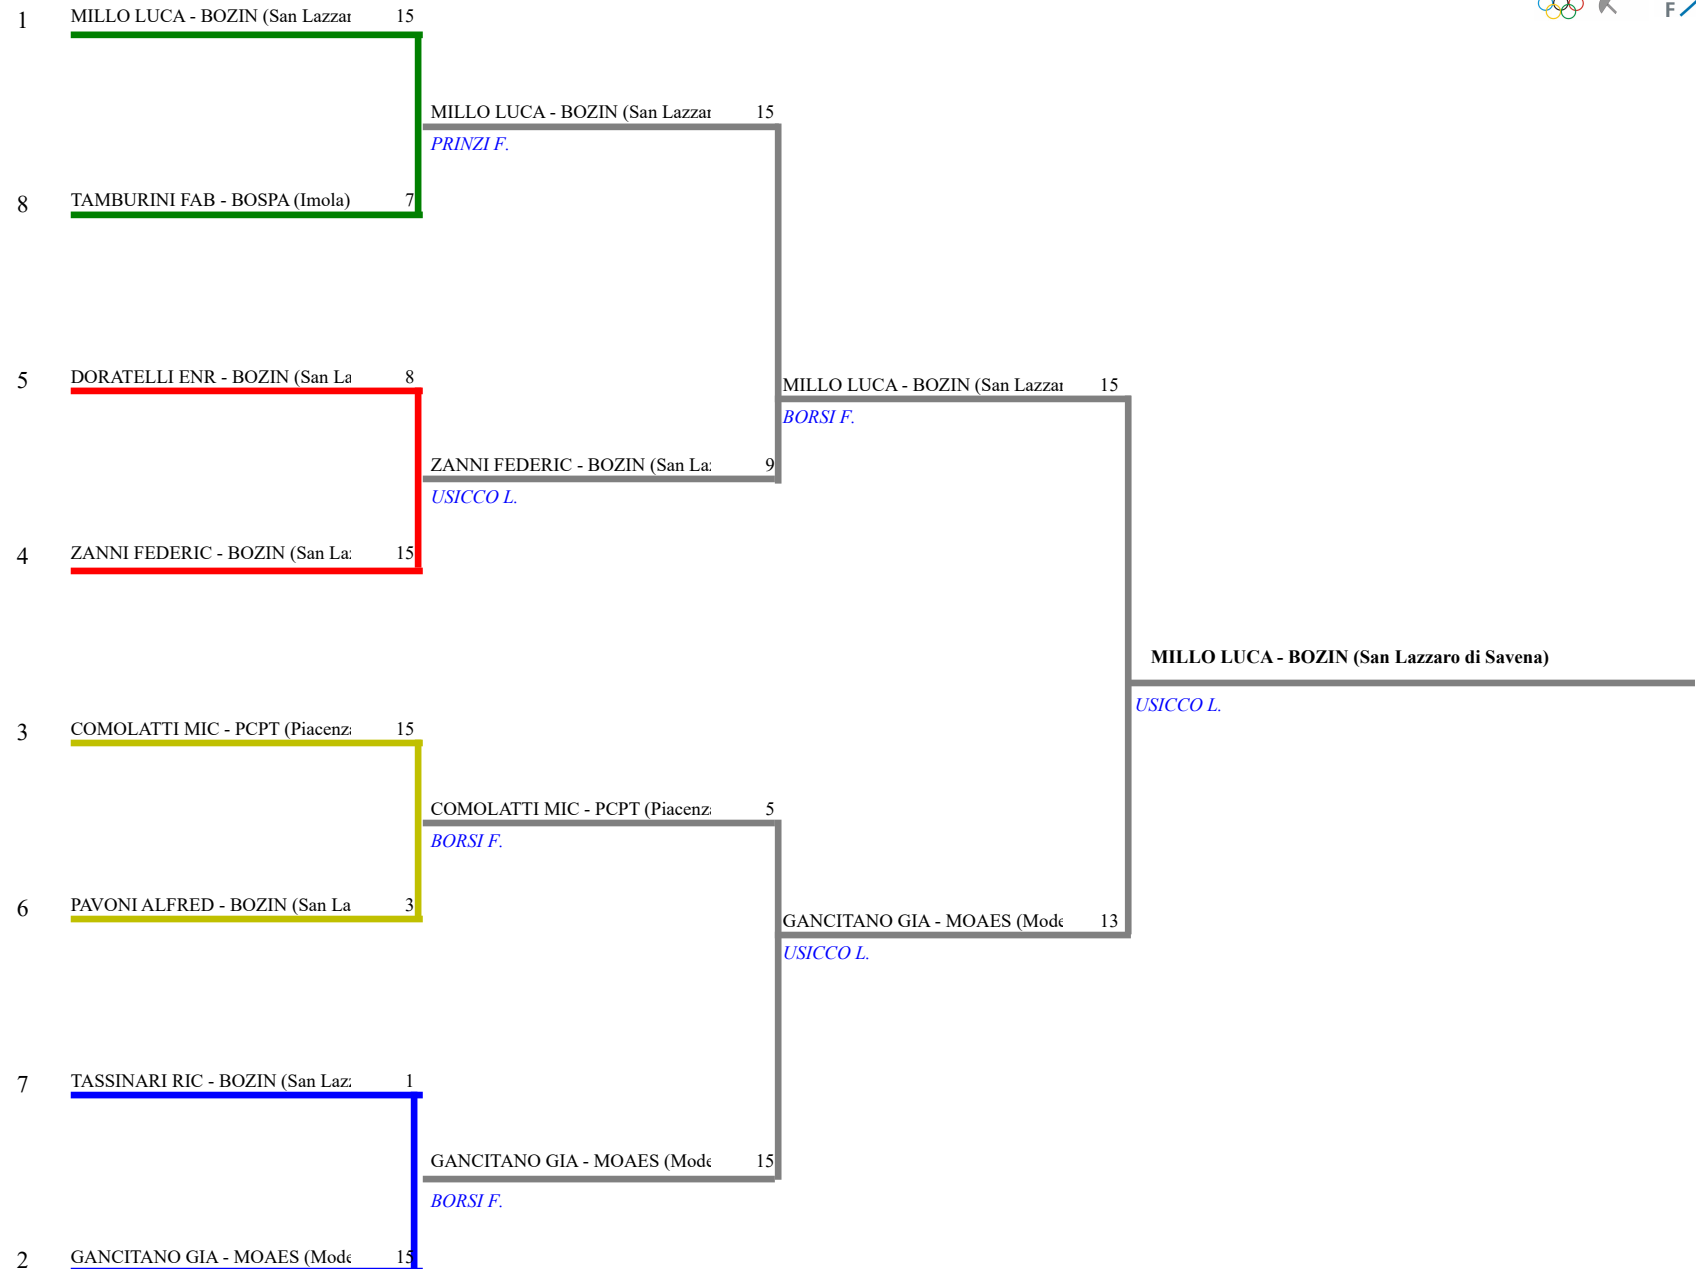 1 MILLO LUCA - BOZIN (San Lazzar 15
F
MILLO LUCA - BOZIN (San Lazzar 15
PRINZI F.
8 TAMBURINI FAB - BOSPA (Imola) 7
5 DORATELLI ENR - BOZIN (San La 8
MILLO LUCA - BOZIN (San Lazzar 15
BORSI F.
ZANNI FEDERIC - BOZIN (San La 9
USICCO L.
4 ZANNI FEDERIC - BOZIN (San La 15
MILLO LUCA - BOZIN (San Lazzaro di Savena)
USICCO L.
3 COMOLATTI MIC - PCPT (Piacenz 15
COMOLATTI MIC - PCPT (Piacenz 5
BORSI F.
6 PAVONI ALFRED - BOZIN (San La 3
GANCITANO GIA - MOAES (Mode 13
USICCO L.
7 TASSINARI RIC - BOZIN (San Laz 1
GANCITANO GIA - MOAES (Mode 15
BORSI F.
2 GANCITANO GIA - MOAES (Mode 15